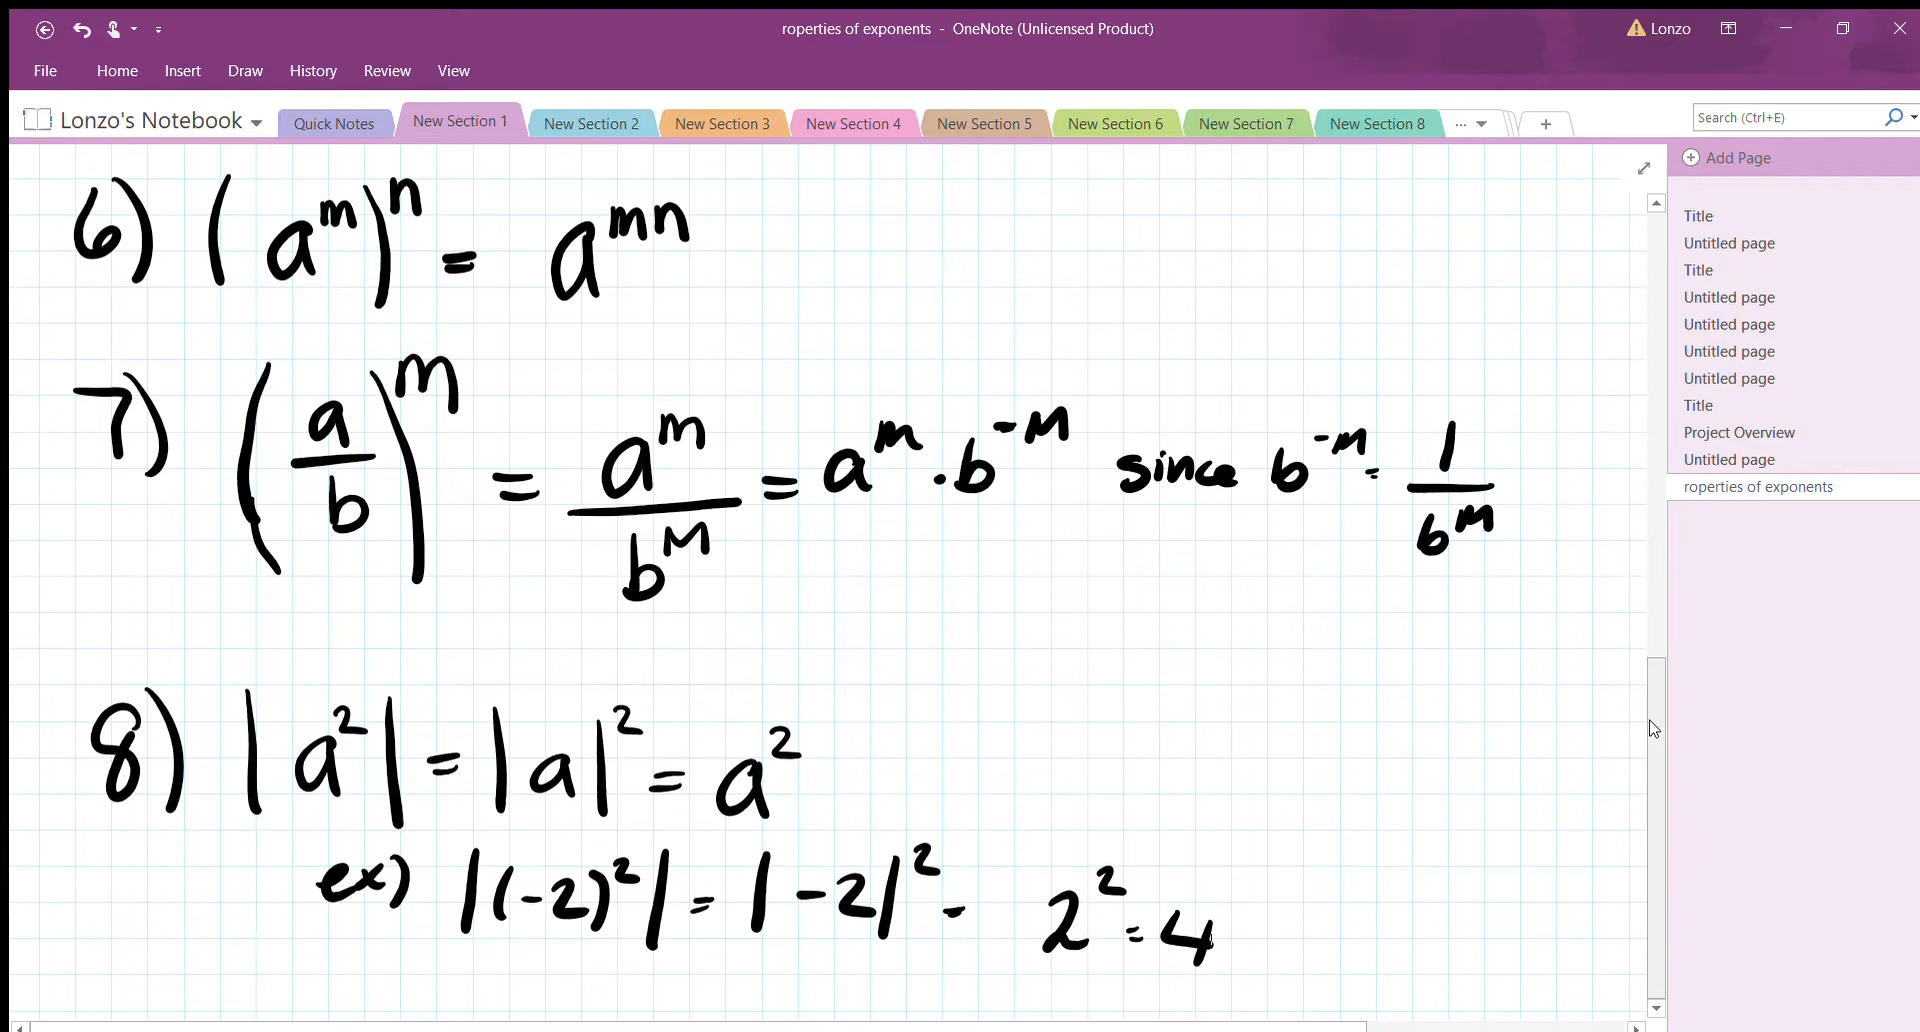 roperties of exponents - OneNote (Unlicensed Product)
Lonzo
File Home Insert Draw History Review View
Lonzo's Notebook
Quick Notes New Section 1 New Section 2 New Section 3 New Section 4 New Section 5 New Section 6 New Section 7 New Section 8 ... +
Search (Ctrl+E)
Add Page
Title
Untitled page
Title
Untitled page
Untitled page
Untitled page
Untitled page
Title
Project Overview
Untitled page
roperties of exponents
6) (a^m)^n = a^mn
7) (a/b)^m = a^m/b^m = a^m · b^-m since b^-m = 1/b^m
8) |a²| = |a|² = a²
ex) |(-2)²| = |-2|² - 2² = 4